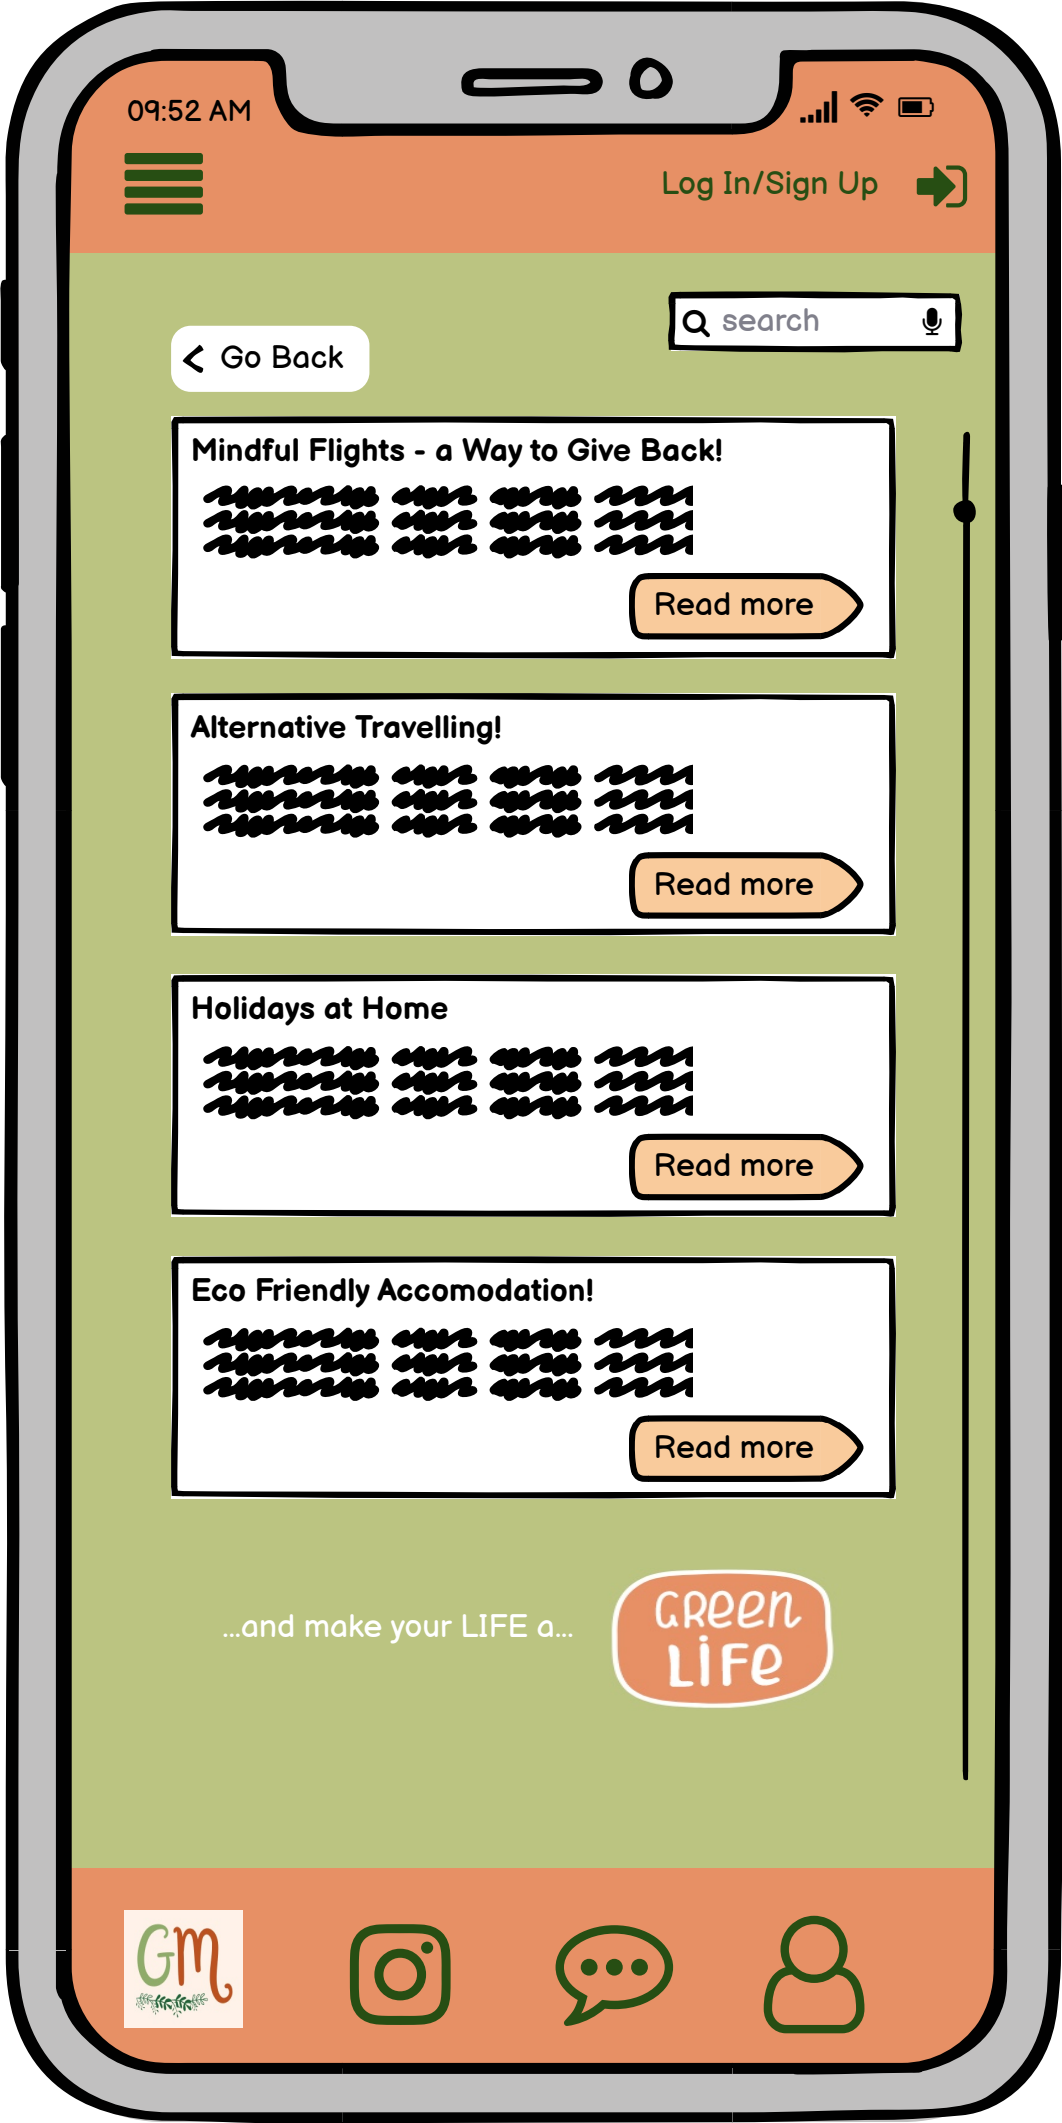 09:52 AM
Log In/Sign Up
search
Go Back
Mindful Flights - a Way to Give Back!
Read more
Alternative Travelling!
Read more
Holidays at Home
Read more
Eco Friendly Accomodation!
Read more
...and make your LIFE a...
GReen
LiFe
GM